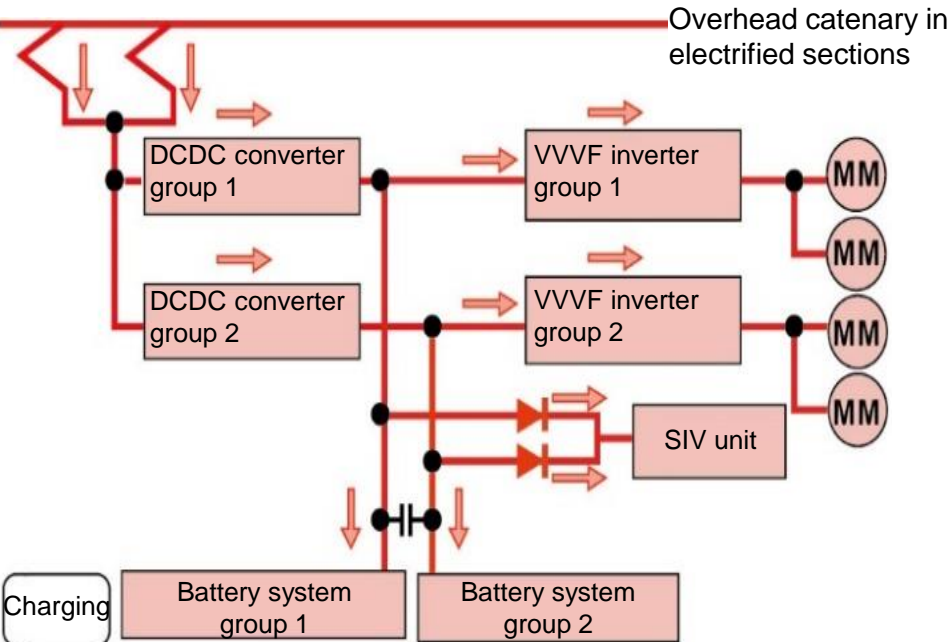 Overhead catenary in
electrified sections
DCDC converter
group 1
VVVF inverter
group 1
MM
MM
DCDC converter
group 2
VVVF inverter
group 2
MM
MM
SIV unit
Charging
Battery system
group 1
Battery system
group 2